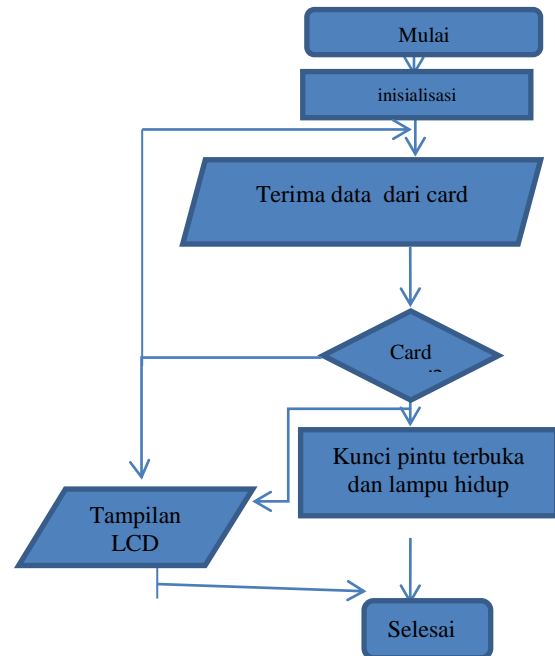 Mulai
inisialisasi
Terima data dari card
Card
Kunci pintu terbuka
dan lampu hidup
Tampilan
LCD
Selesai